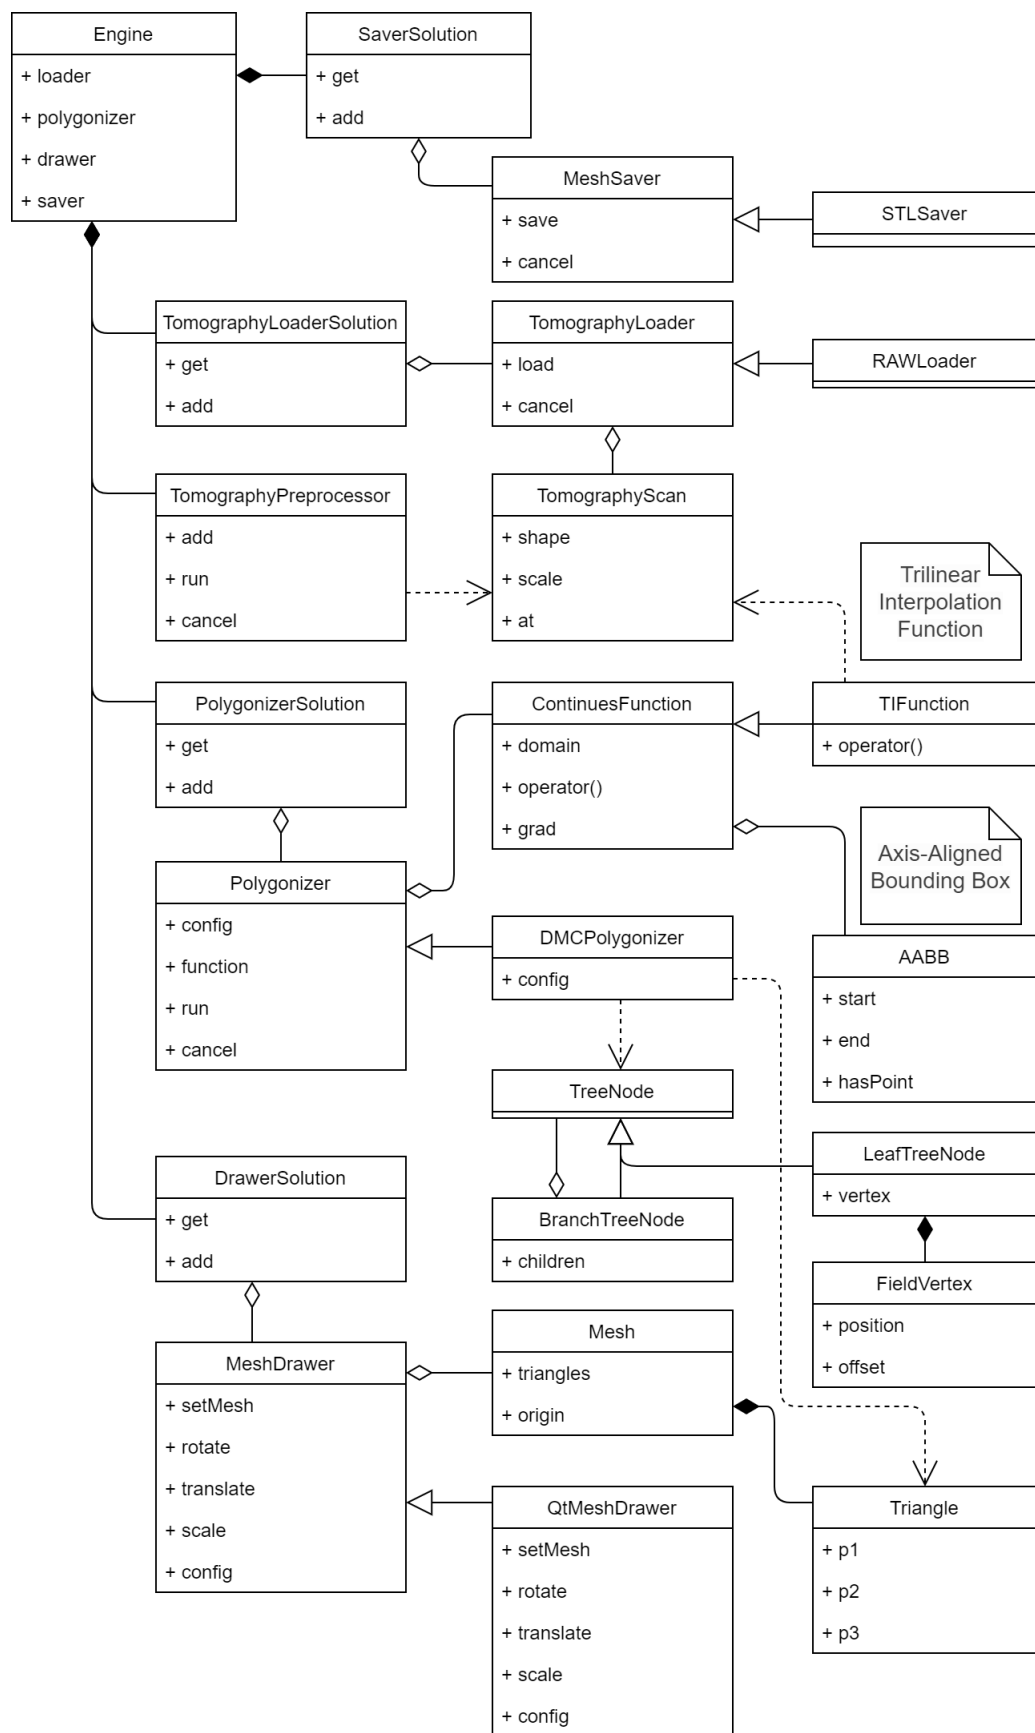 Engine
+ loader
+ polygonizer
+ drawer
+ saver
SaverSolution
+ get
+ add
MeshSaver
+ save
+ cancel
STLSaver
TomographyLoaderSolution
+ get
+ add
TomographyLoader
+ load
+ cancel
RAWLoader
TomographyPreprocessor
+ add
+ run
+ cancel
TomographyScan
+ shape
+ scale
+ at
Trilinear
Interpolation
Function
PolygonizerSolution
+ get
+ add
ContinuesFunction
+ domain
+ operator()
+ grad
TIFunction
+ operator()
Axis-Aligned
Bounding Box
Polygonizer
+ config
+ function
+ run
+ cancel
DMCPolygonizer
+ config
AABB
+ start
+ end
+ hasPoint
TreeNode
LeafTreeNode
+ vertex
DrawerSolution
+ get
+ add
BranchTreeNode
+ children
FieldVertex
+ position
+ offset
MeshDrawer
+ setMesh
+ rotate
+ translate
+ scale
+ config
Mesh
+ triangles
+ origin
QtMeshDrawer
+ setMesh
+ rotate
+ translate
+ scale
+ config
Triangle
+ p1
+ p2
+ p3